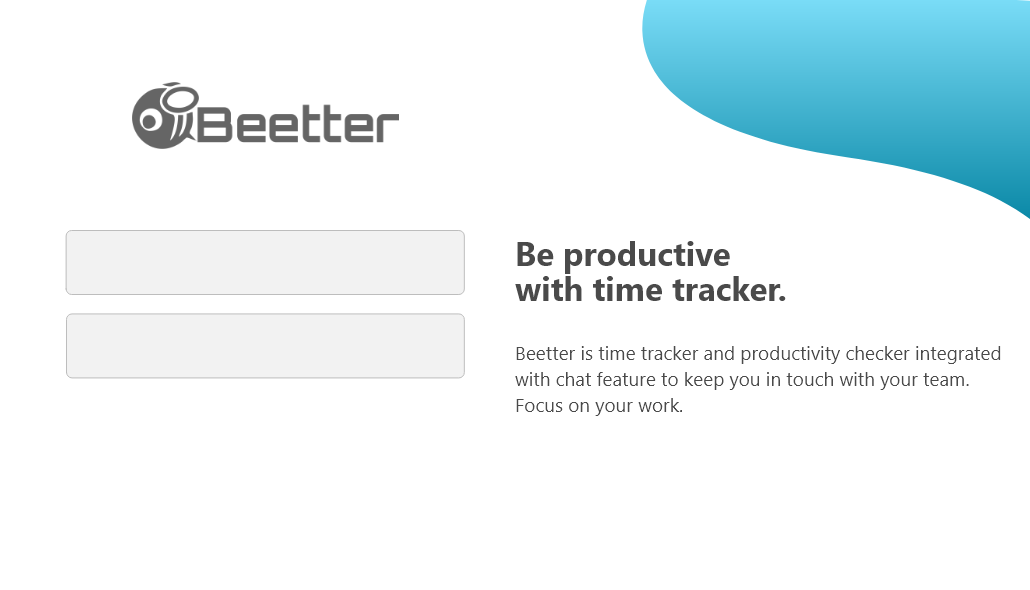 Beetter
Be productive
with time tracker.
Beetter is time tracker and productivity checker integrated
with chat feature to keep you in touch with your team.
Focus on your work.